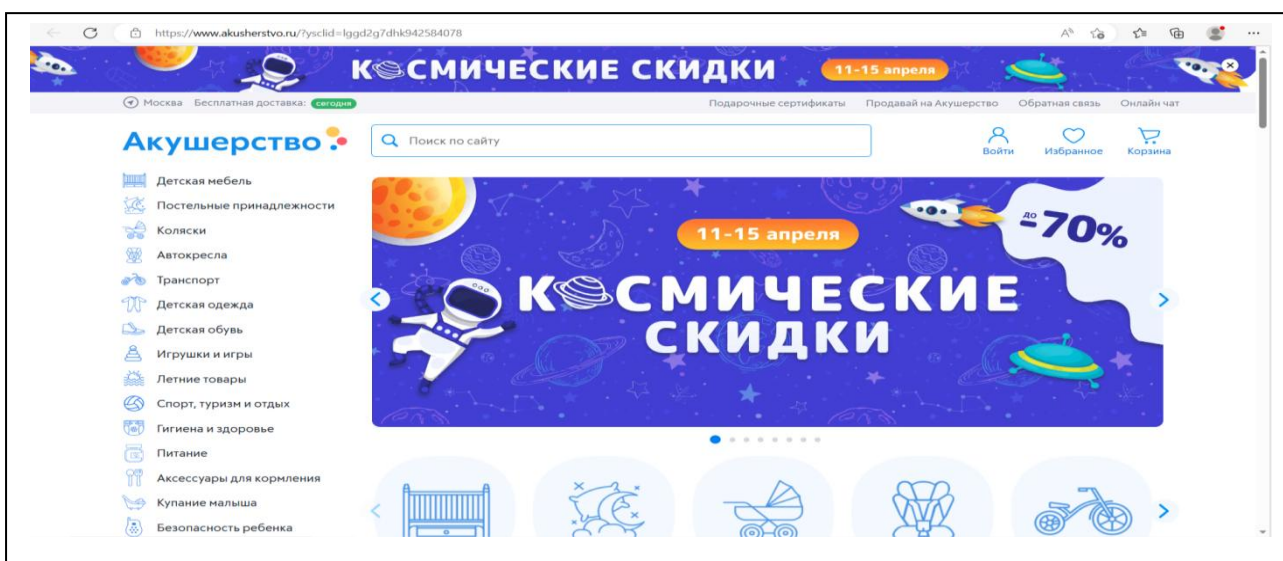 https://www.akusherstvo.ru/?ysclid=lggd2g7dhk942584078
КОСМИЧЕСКИЕ СКИДКИ 11-15 апреля
Москва Бесплатная доставка: сегодня Подарочные сертификаты Продавай на Акушерство Обратная связь Онлайн чат
Акушерство Поиск по сайту Войти Избранное Корзина
Детская мебель
Постельные принадлежности
Коляски
Автокресла
Транспорт
Детская одежда
Детская обувь
Игрушки и игры
Летние товары
Спорт, туризм и отдых
Гигиена и здоровье
Питание
Аксессуары для кормления
Купание малыша
Безопасность ребенка
11-15 апреля
до -70%
КОСМИЧЕСКИЕ
СКИДКИ